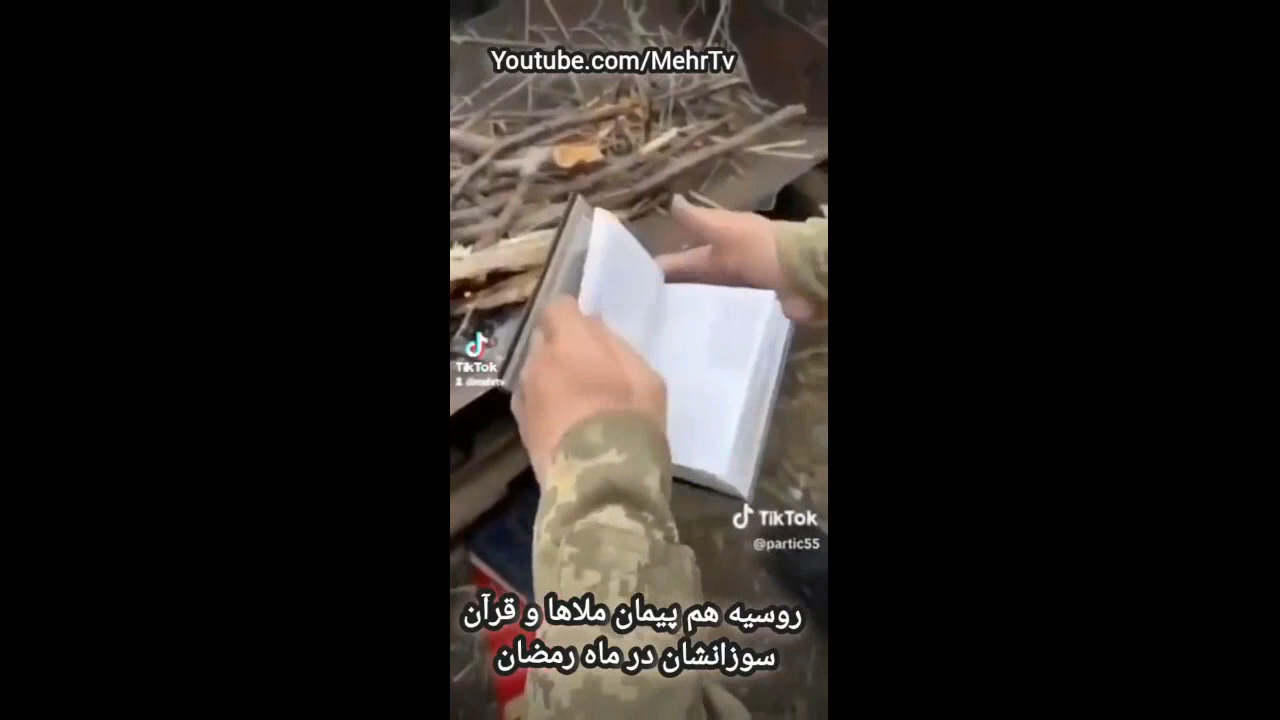 Youtube.com/MehrTv
TikTok
TikTok
@partic55
روسیه هم پیمان ملاها و قرآن
سوزانشان در ماه رمضان